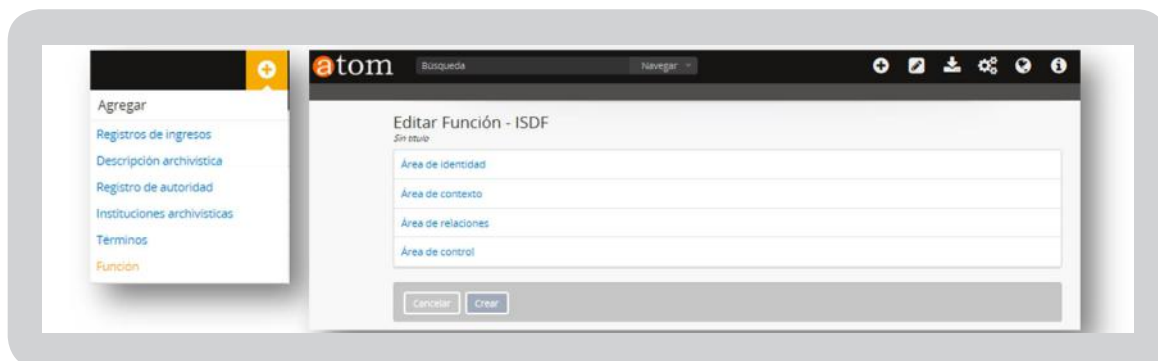 Agregar
Registros de ingresos
Descripción archivística
Registro de autoridad
Instituciones archivísticas
Terminos
Función
atom
Búsqueda
Navegar
Editar Función - ISDF
Sin titulo
Área de identidad
Área de contexto
Área de relaciones
Área de control
Cancelar
Crear